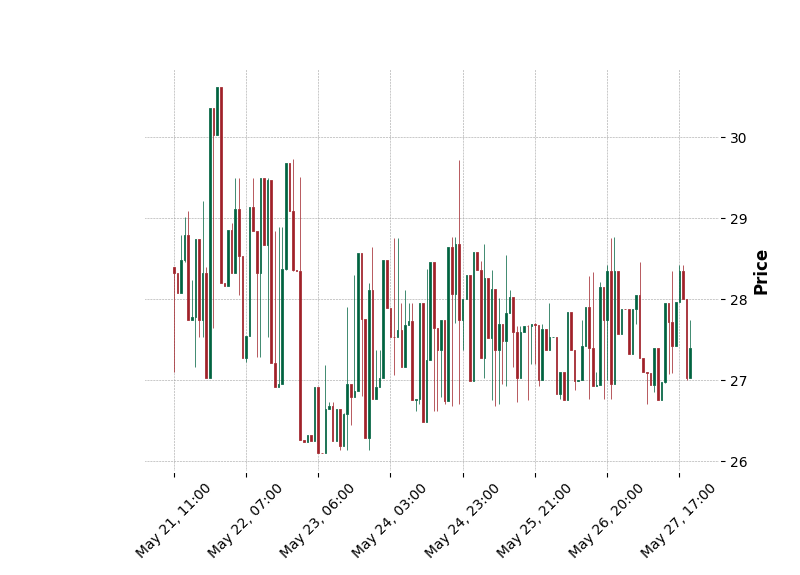 30
29
28
27
26
Price
May 21, 11:00
May 22, 07:00
May 23, 06:00
May 24, 03:00
May 24, 23:00
May 25, 21:00
May 26, 20:00
May 27, 17:00